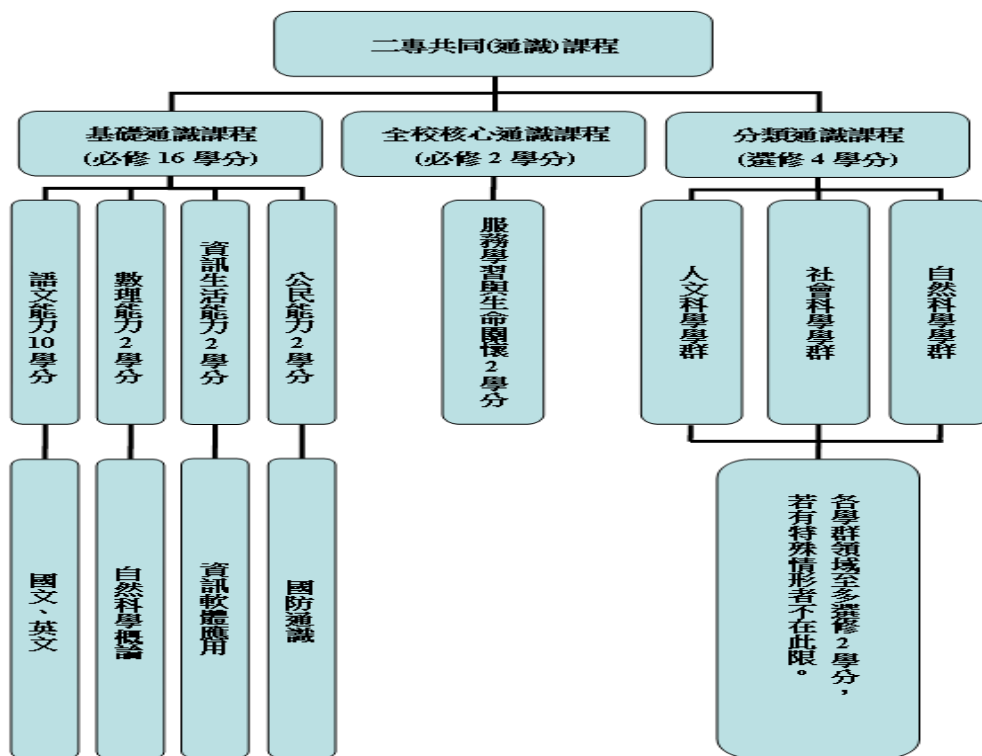 二專共同(通識)課程
基礎通識課程
(必修 16 學分)
全校核心通識課程
(必修 2 學分)
分類通識課程
(選修 4 學分)
語文能力10學分
數理能力2學分
資訊生活能力2學分
公民能力2學分
服務學習與生命關懷2學分
人文科學學群
社會科學學群
自然科學學群
國文、英文
自然科學概論
資訊軟體應用
國防通識
各學群領域至多選修2學分，
若有特殊情形者不在此限。